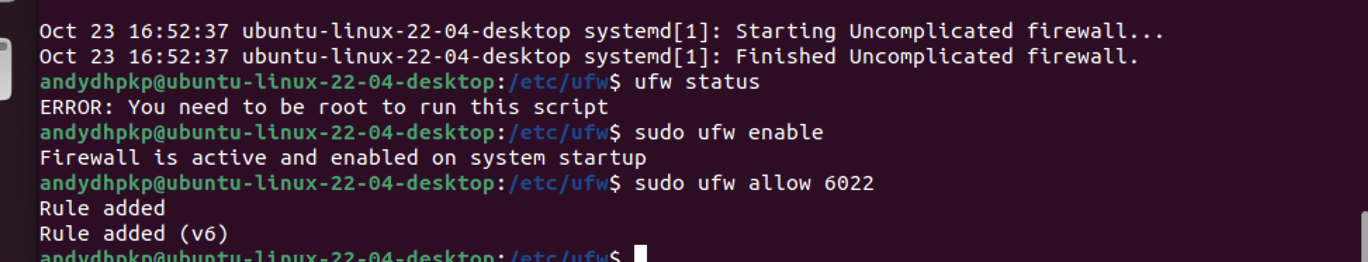 Oct 23 16:52:37 ubuntu-linux-22-04-desktop systemd[1]: Starting Uncomplicated firewall...
Oct 23 16:52:37 ubuntu-linux-22-04-desktop systemd[1]: Finished Uncomplicated firewall.
andydhpkp@ubuntu-linux-22-04-desktop:/etc/ufw$ ufw status
ERROR: You need to be root to run this script
andydhpkp@ubuntu-linux-22-04-desktop:/etc/ufw$ sudo ufw enable
Firewall is active and enabled on system startup
andydhpkp@ubuntu-linux-22-04-desktop:/etc/ufw$ sudo ufw allow 6022
Rule added
Rule added (v6)
andydhpkp@ubuntu-linux-22-04-desktop:/etc/ufw$